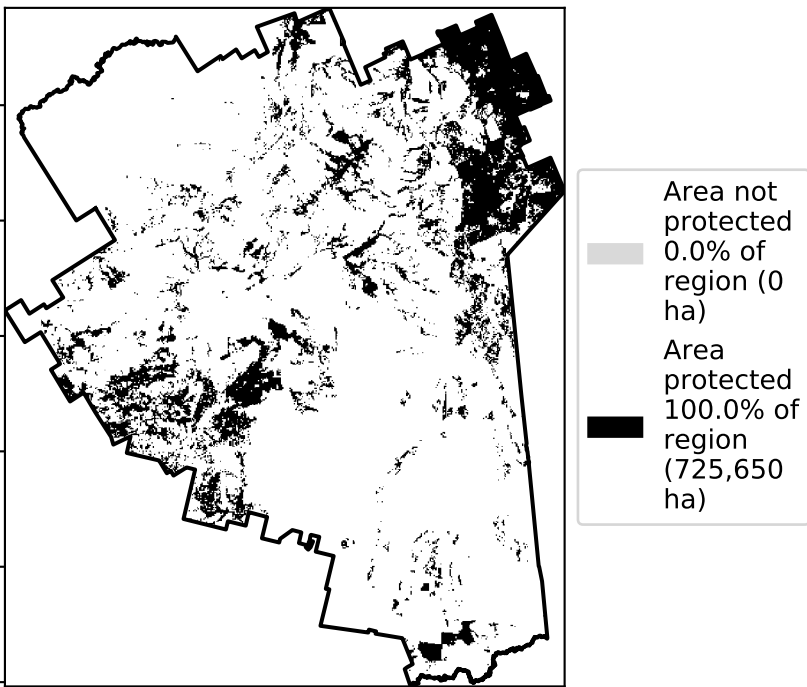 Area not
protected
0.0% of
region (0
ha)
Area
protected
100.0% of
region
(725,650
ha)